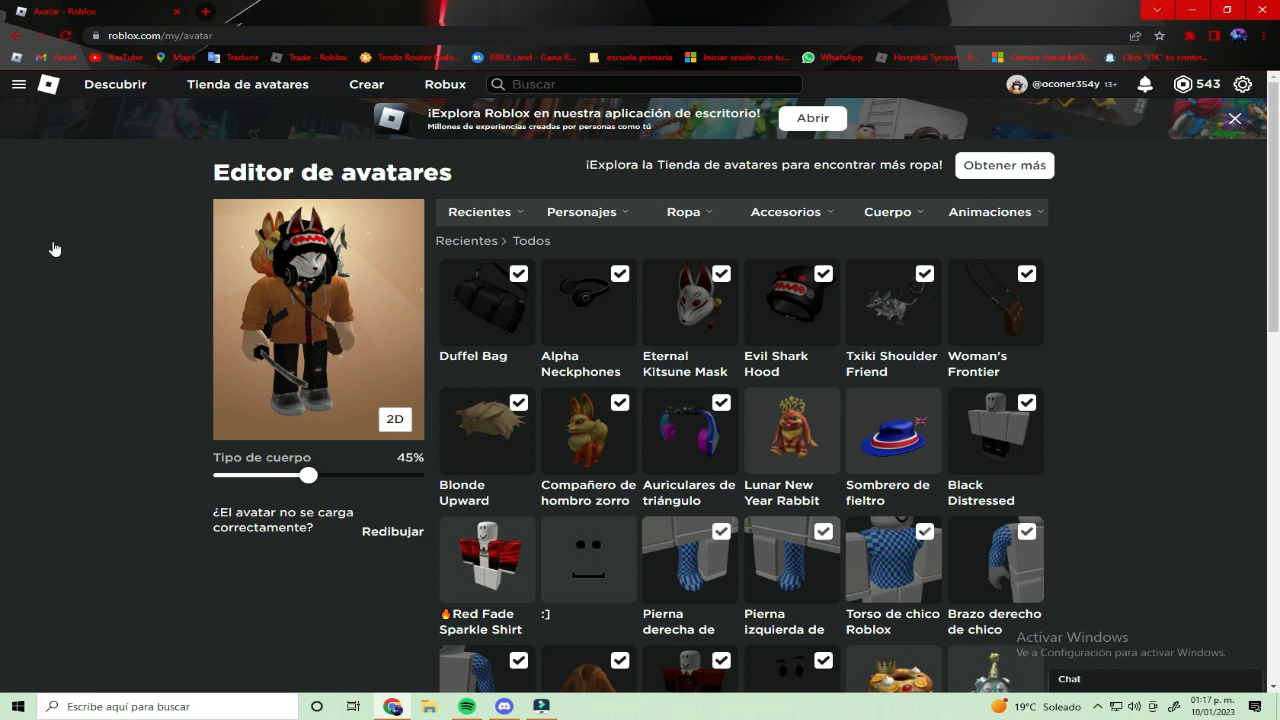 Avatar - Roblox
roblox.com/my/avatar
Gmail
YouTube
Maps
Traducir
Trade - Roblox
escuela primaria
Iniciar sesión con tu...
WhatsApp
Hospital Tycoon
Click "OK" to contin...
Descubrir
Tienda de avatares
Crear
Robux
Buscar
@oconer354y 13+
543
¡Explora Roblox en nuestra aplicación de escritorio!
Millones de experiencias creadas por personas como tú
Abrir
Editor de avatares
¡Explora la Tienda de avatares para encontrar más ropa!
Obtener más
Recientes
Personajes
Ropa
Accesorios
Cuerpo
Animaciones
Recientes > Todos
2D
Tipo de cuerpo 45%
¿El avatar no se carga
correctamente?
Redibujar
Duffel Bag
Alpha
Neckphones
Eternal
Kitsune Mask
Evil Shark
Hood
Txiki Shoulder
Friend
Woman's
Frontier
Blonde
Upward
Compañero de
hombre zorro
Auriculares de
triángulo
Lunar New
Year Rabbit
Sombrero de
fieltro
Black
Distressed
🔥Red Fade
Sparkle Shirt
:]
Pierna
derecha de
Pierna
izquierda de
Torso de chico
Roblox
Brazo derecho
de chico
Activar Windows
Ve a Configuración para activar Windows.
Chat
Escribe aquí para buscar
19°C Soleado
01:17 p. m.
10/01/2023